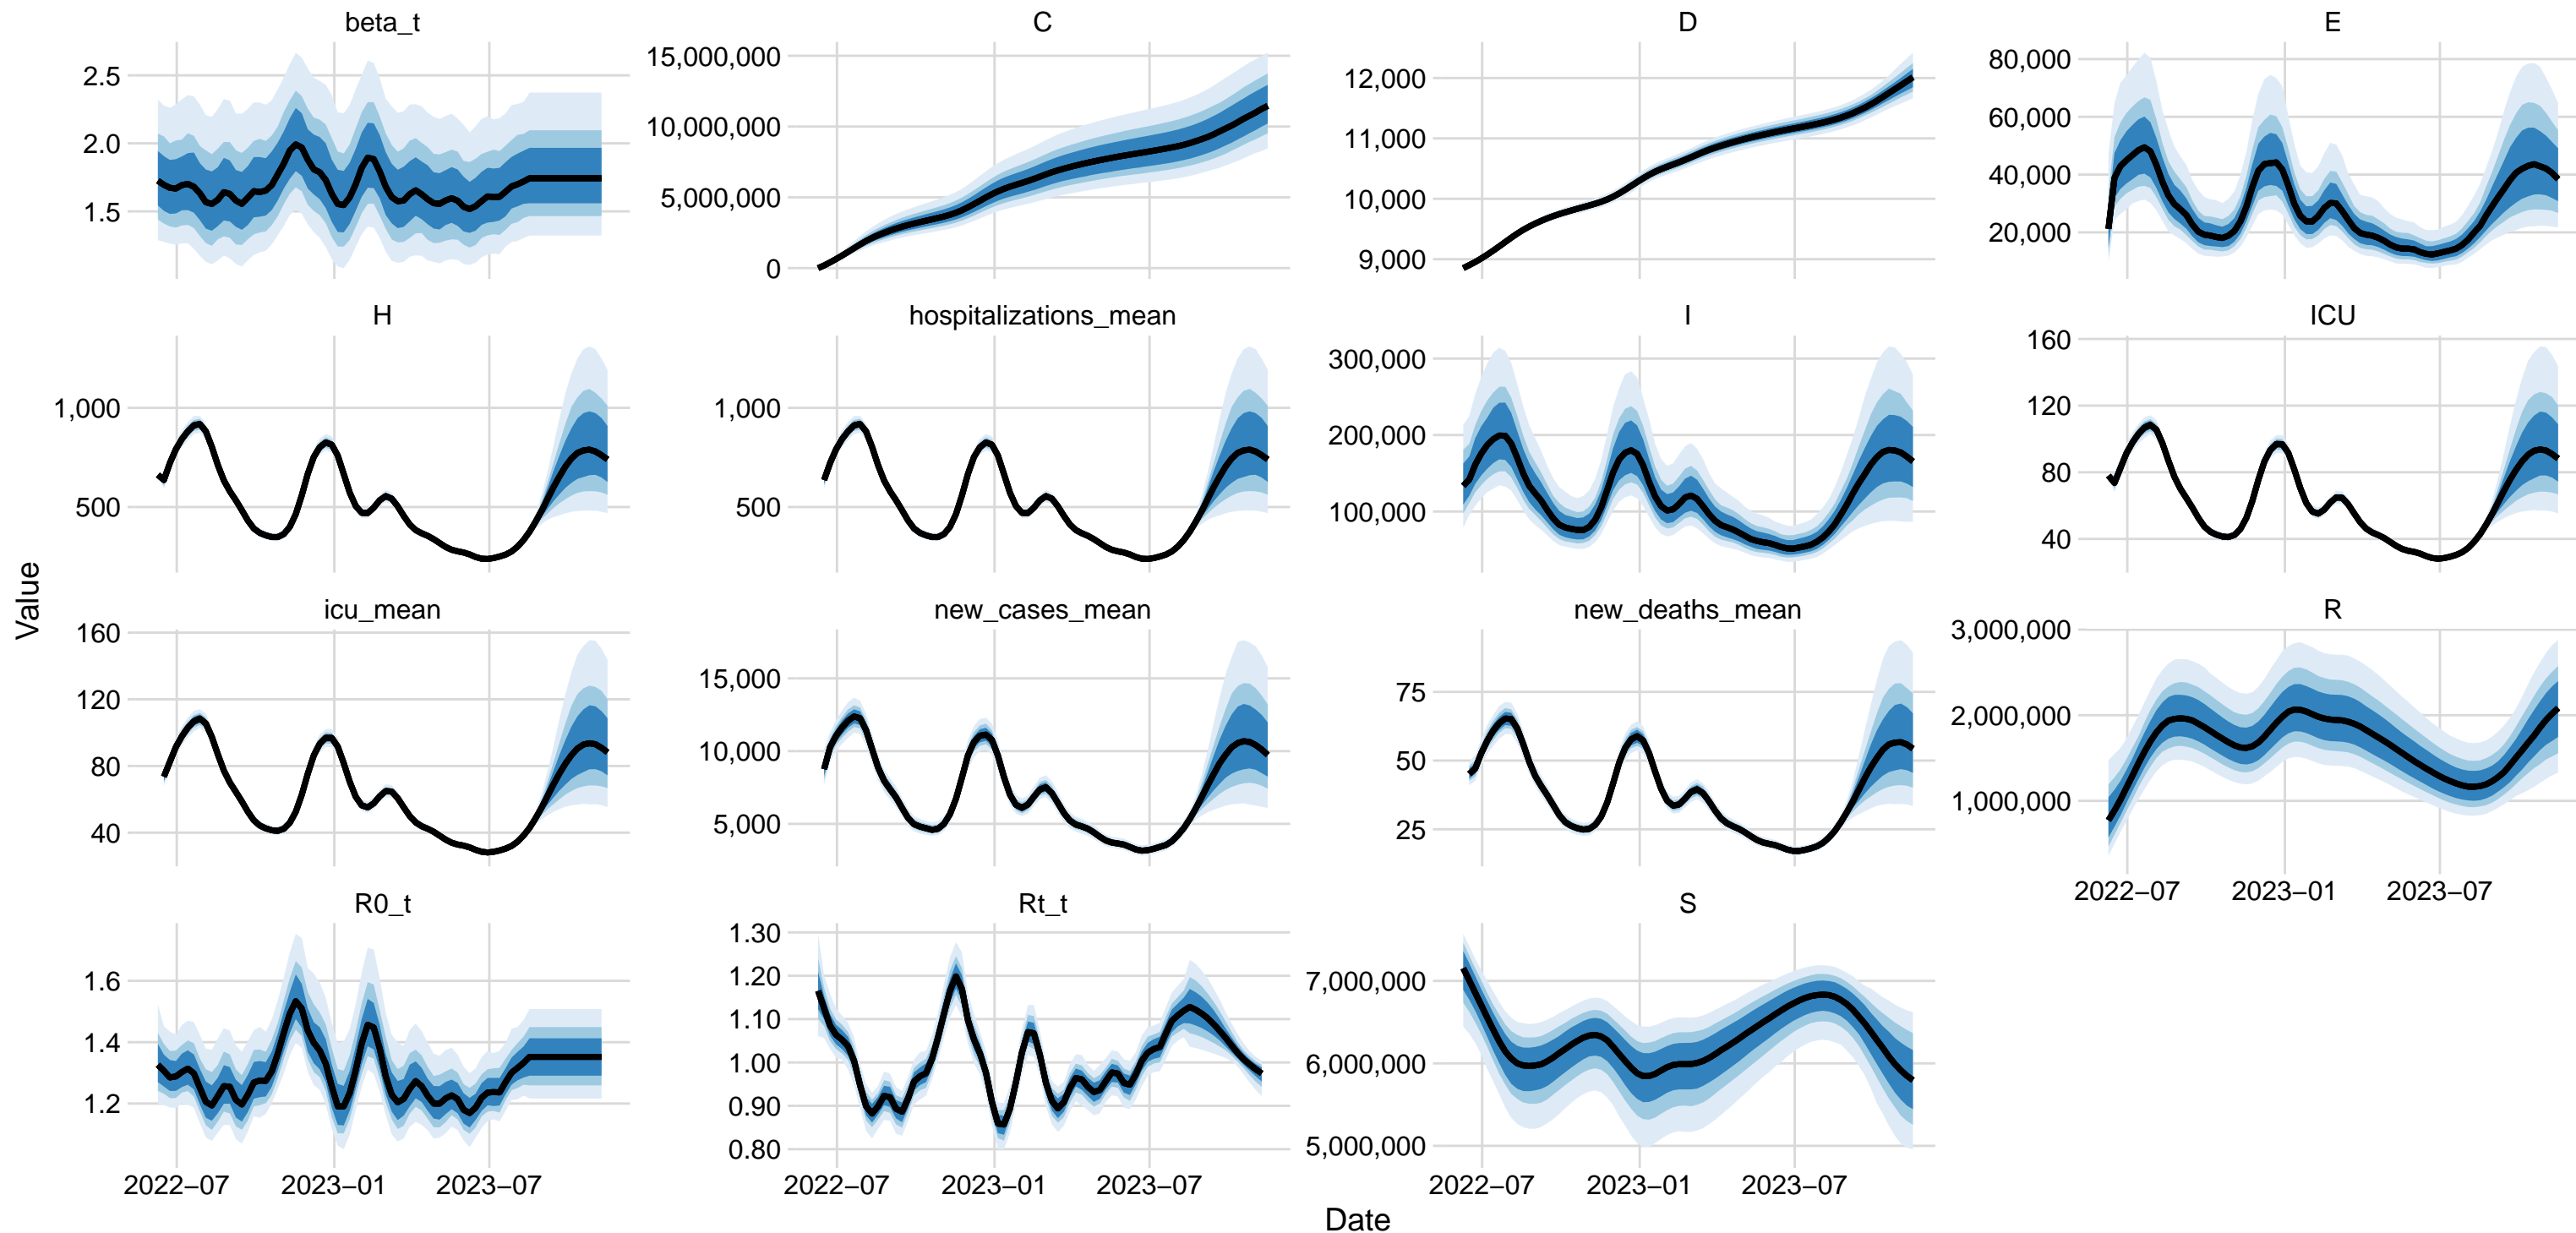 beta_t
C
D
E
2.5
2.0
1.5
15,000,000
10,000,000
5,000,000
0
12,000
11,000
10,000
9,000
80,000
60,000
40,000
20,000
H
hospitalizations_mean
I
ICU
1,000
500
1,000
500
300,000
200,000
100,000
160
120
80
40
Value
icu_mean
new_cases_mean
new_deaths_mean
R
160
120
80
40
15,000
10,000
5,000
75
50
25
3,000,000
2,000,000
1,000,000
2022−07 2023−01 2023−07
R0_t
Rt_t
S
1.6
1.4
1.2
1.30
1.20
1.10
1.00
0.90
0.80
7,000,000
6,000,000
5,000,000
2022−07 2023−01 2023−07
2022−07 2023−01 2023−07
2022−07 2023−01 2023−07
Date